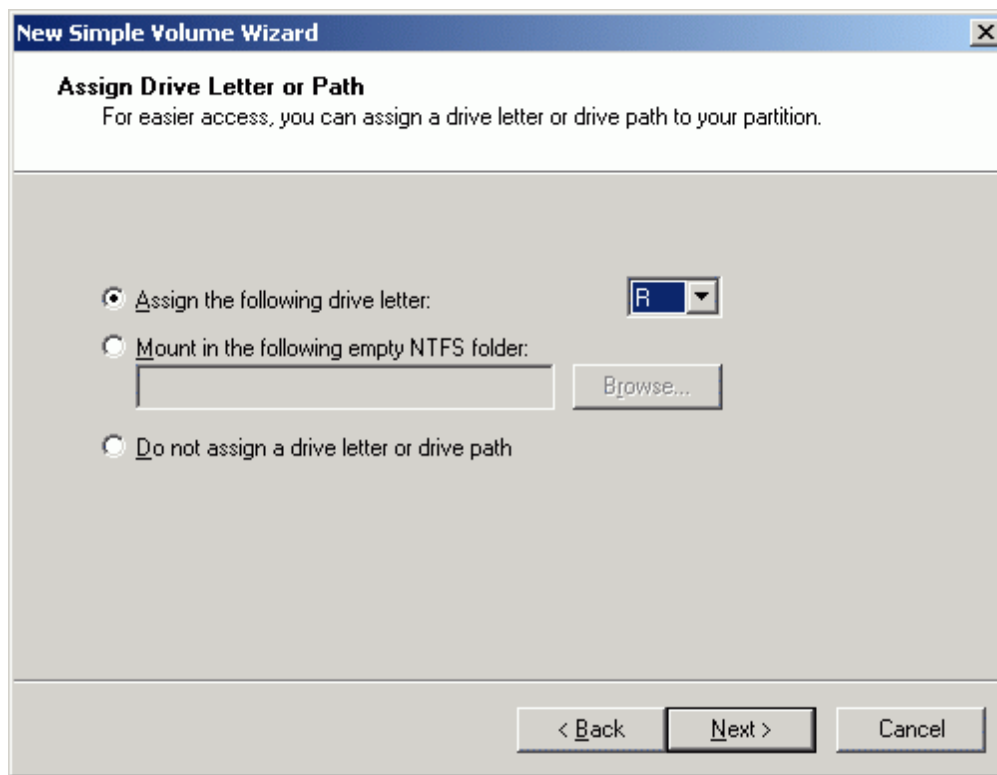 New Simple Volume Wizard
Assign Drive Letter or Path
For easier access, you can assign a drive letter or drive path to your partition.
Assign the following drive letter: R
Mount in the following empty NTFS folder:
Browse...
Do not assign a drive letter or drive path
< Back Next > Cancel